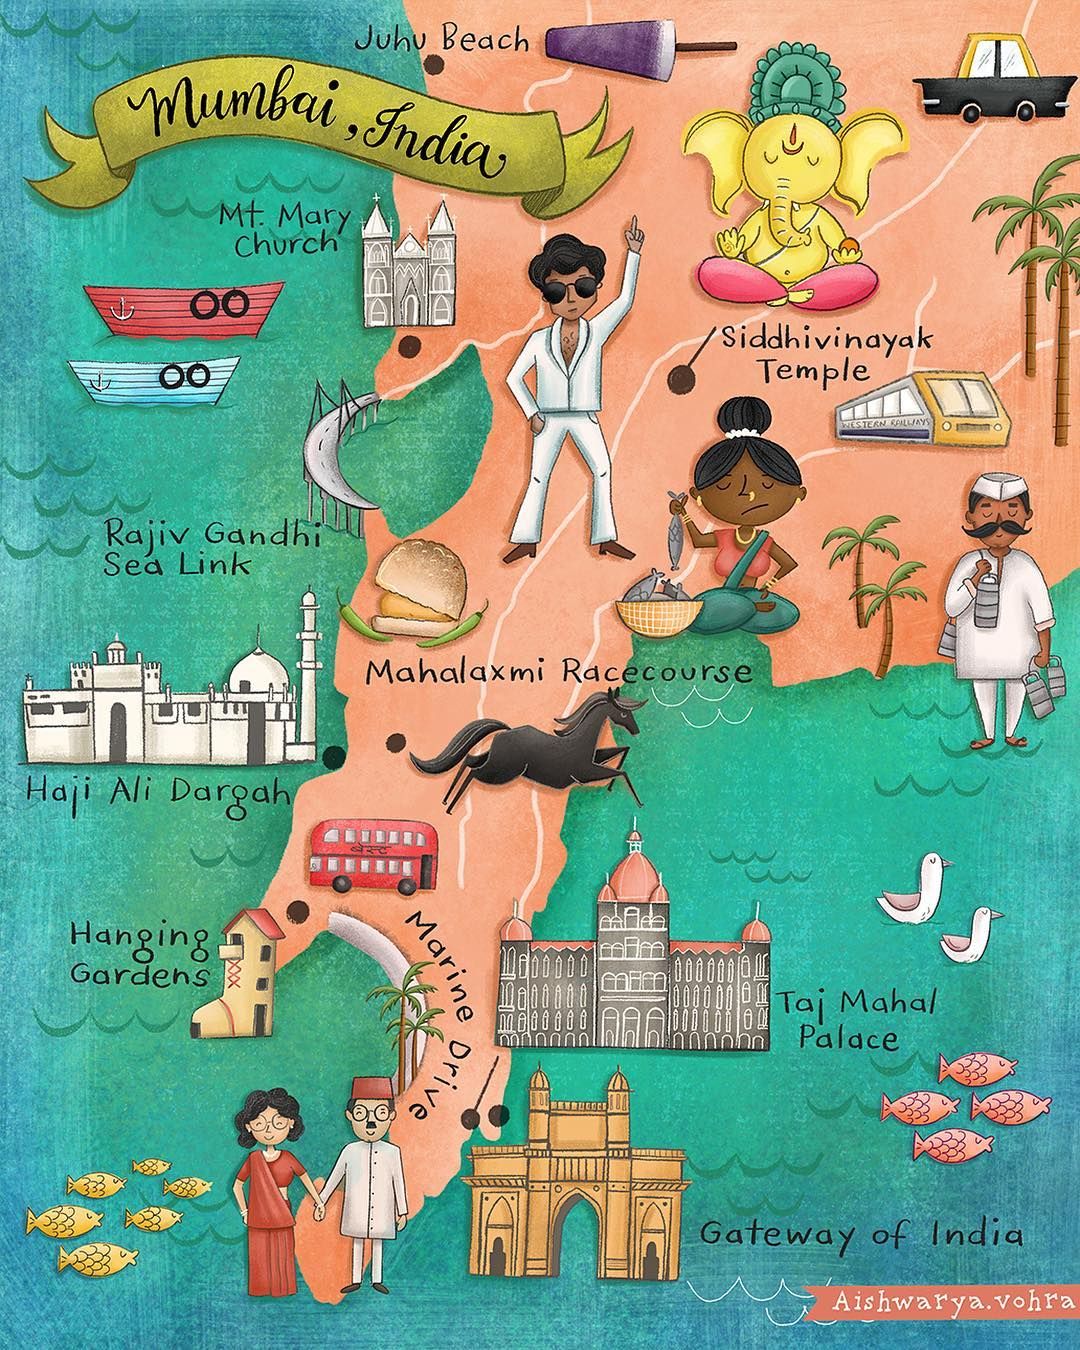 Juhu Beach
Mumbai, India
Mt. Mary
Church
Siddhivinayak
Temple
WESTERN RAILWAYS
Rajiv Gandhi
Sea Link
Mahalaxmi Racecourse
Haji Ali Dargah
बेस्ट
Hanging
Gardens
Marine Drive
Taj Mahal
Palace
Gateway of India
Aishwarya.vohra